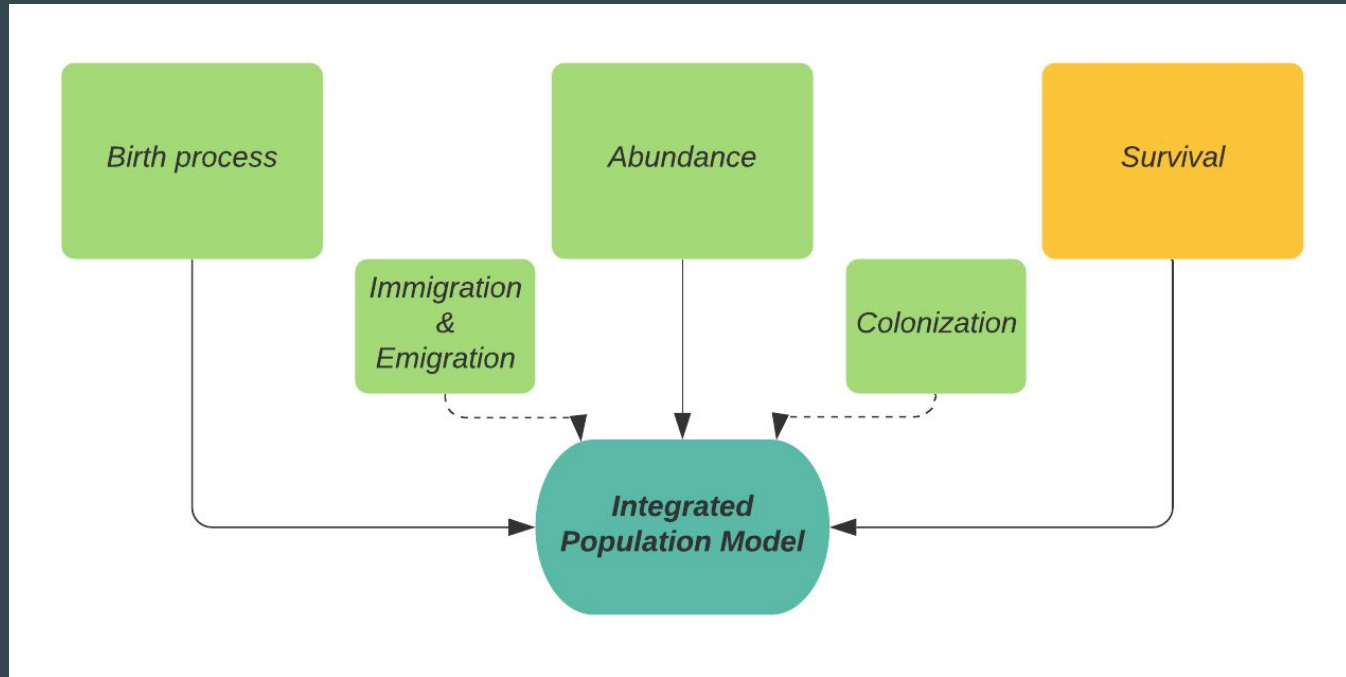 Birth process
Abundance
Survival
Immigration
&
Emigration
Colonization
Integrated
Population Model